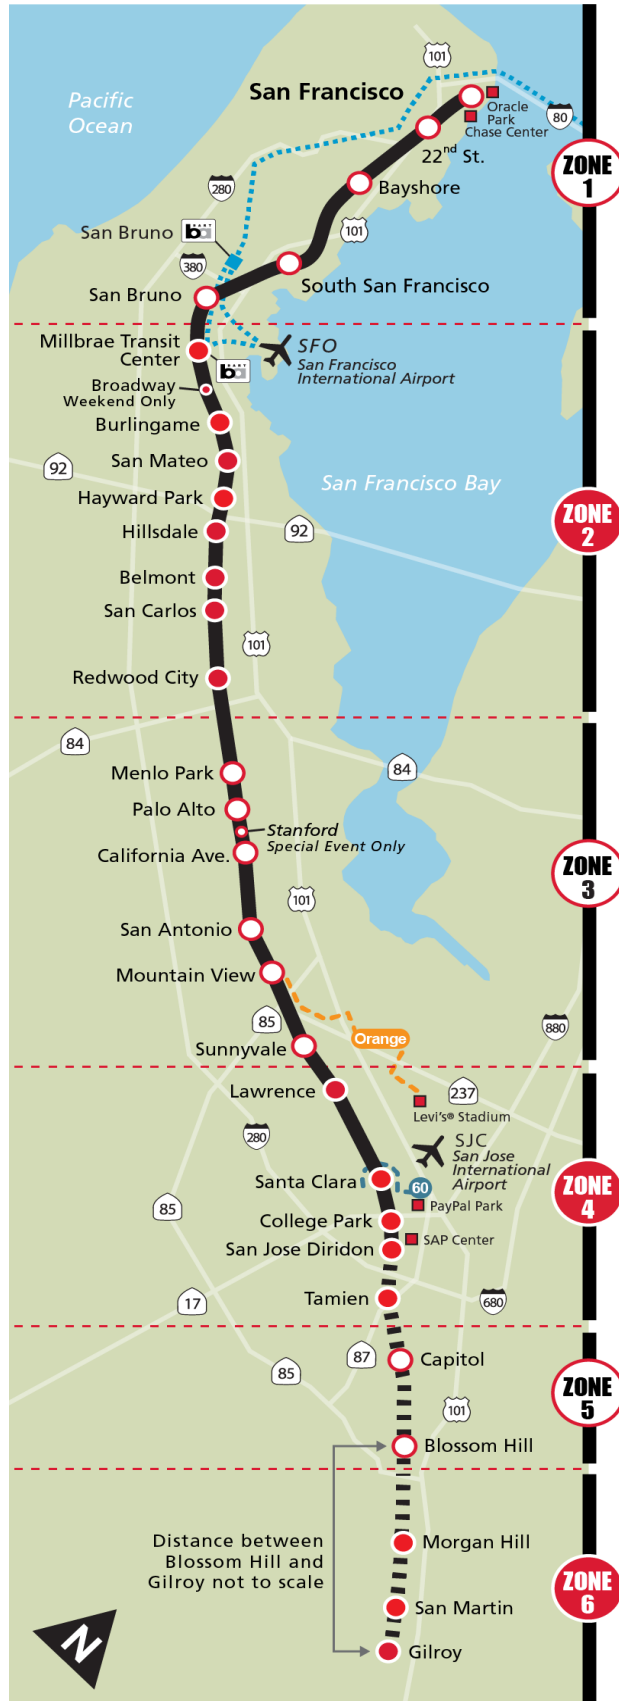 101
San Francisco
Pacific
Ocean
Oracle
Park
Chase Center
80
22nd St.
ZONE
1
280
Bayshore
101
San Bruno
BART
ba
380
South San Francisco
San Bruno
Millbrae Transit
Center
SFO
San Francisco
International Airport
BART
ba
Broadway
Weekend Only
Burlingame
92
San Mateo
San Francisco Bay
Hayward Park
ZONE
2
Hillsdale
92
Belmont
San Carlos
101
Redwood City
84
Menlo Park
84
Palo Alto
Stanford
Special Event Only
California Ave.
ZONE
3
101
San Antonio
Mountain View
85
880
Orange
Sunnyvale
Lawrence
237
Levi's® Stadium
280
SJC
San Jose
International
Airport
Santa Clara
60
ZONE
4
PayPal Park
85
College Park
SAP Center
San Jose Diridon
Tamien
17
680
87
Capitol
85
ZONE
5
101
Blossom Hill
Distance between
Blossom Hill and
Gilroy not to scale
Morgan Hill
ZONE
6
San Martin
N
Gilroy